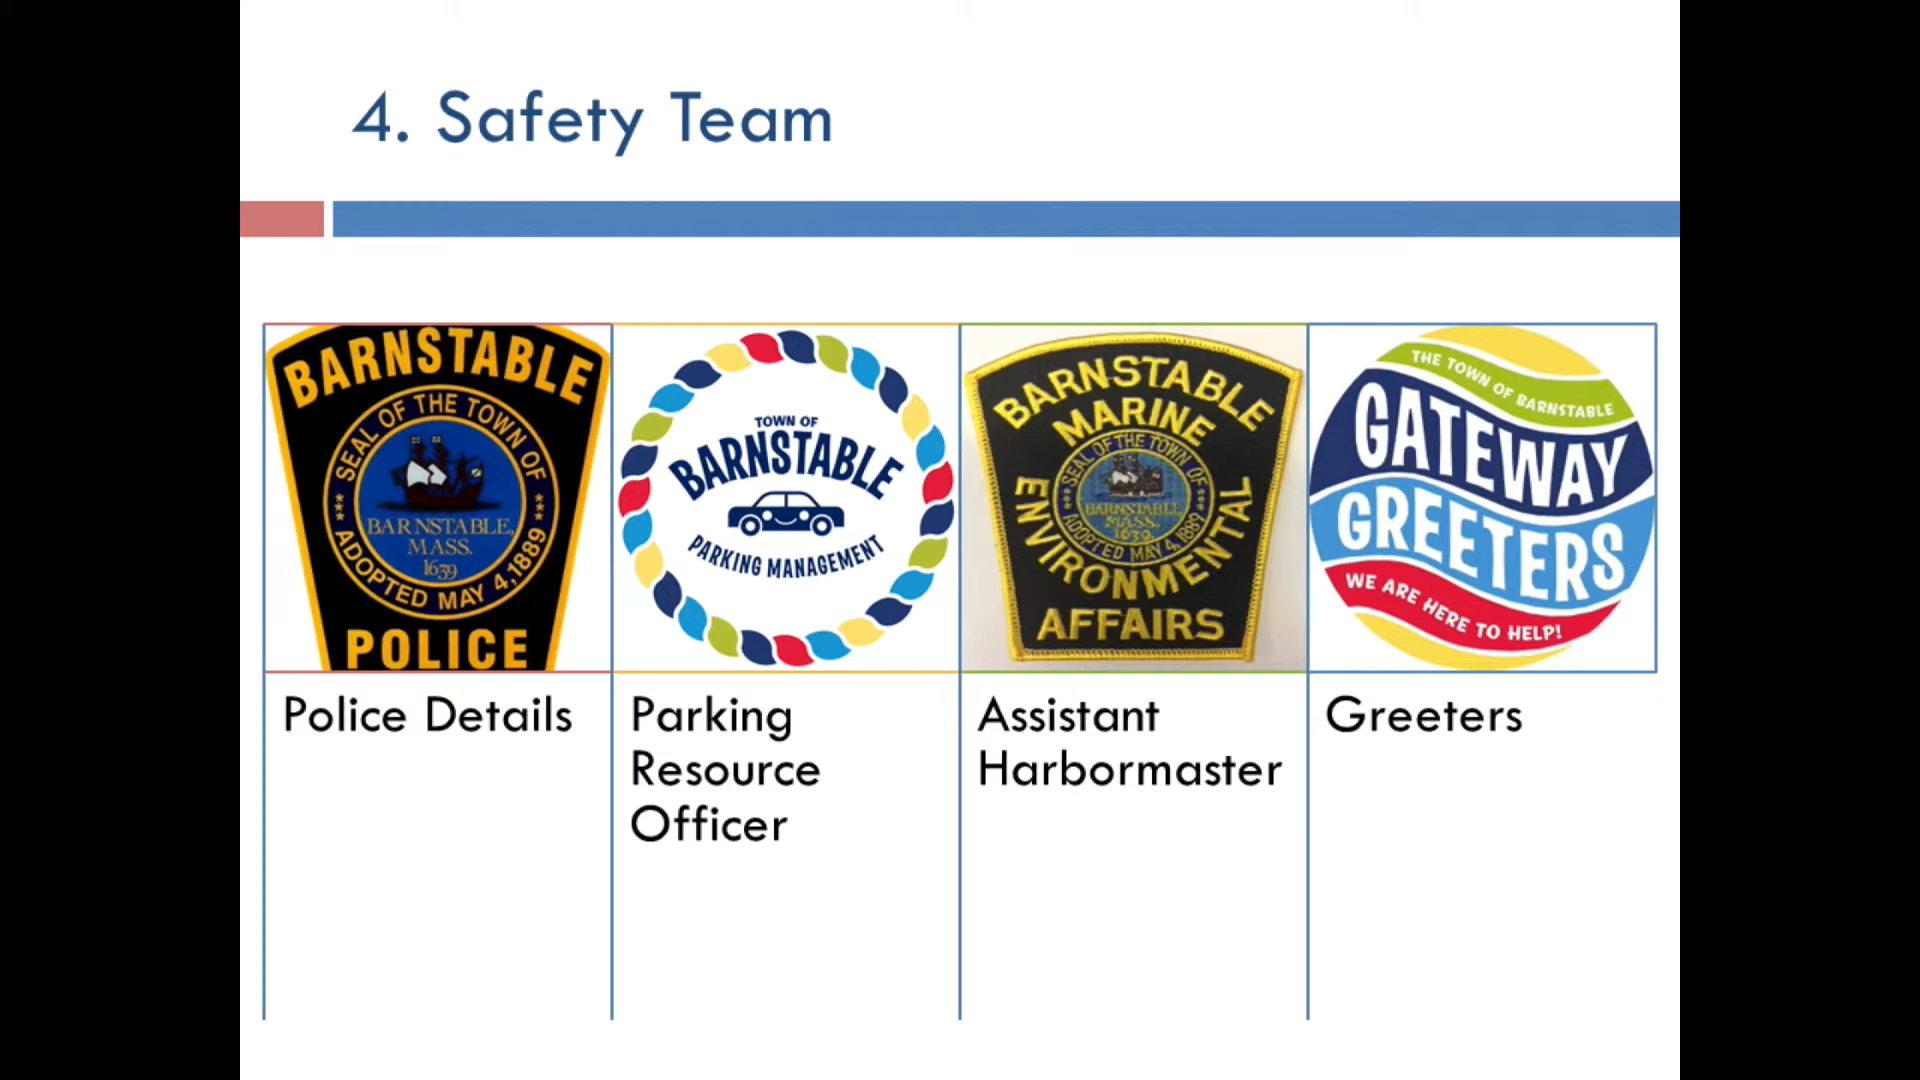 4. Safety Team
BARNSTABLE
SEAL OF THE TOWN OF
BARNSTABLE,
MASS.
1639
ADOPTED MAY 4, 1889
POLICE
TOWN OF
BARNSTABLE
PARKING MANAGEMENT
BARNSTABLE
MARINE
SEAL OF THE TOWN OF
BARNSTABLE
MASS.
1639.
ADOPTED MAY 4, 1889
ENVIRONMENTAL
AFFAIRS
THE TOWN OF BARNSTABLE
GATEWAY
GREETERS
WE ARE HERE TO HELP!
Police Details
Parking
Resource
Officer
Assistant
Harbormaster
Greeters